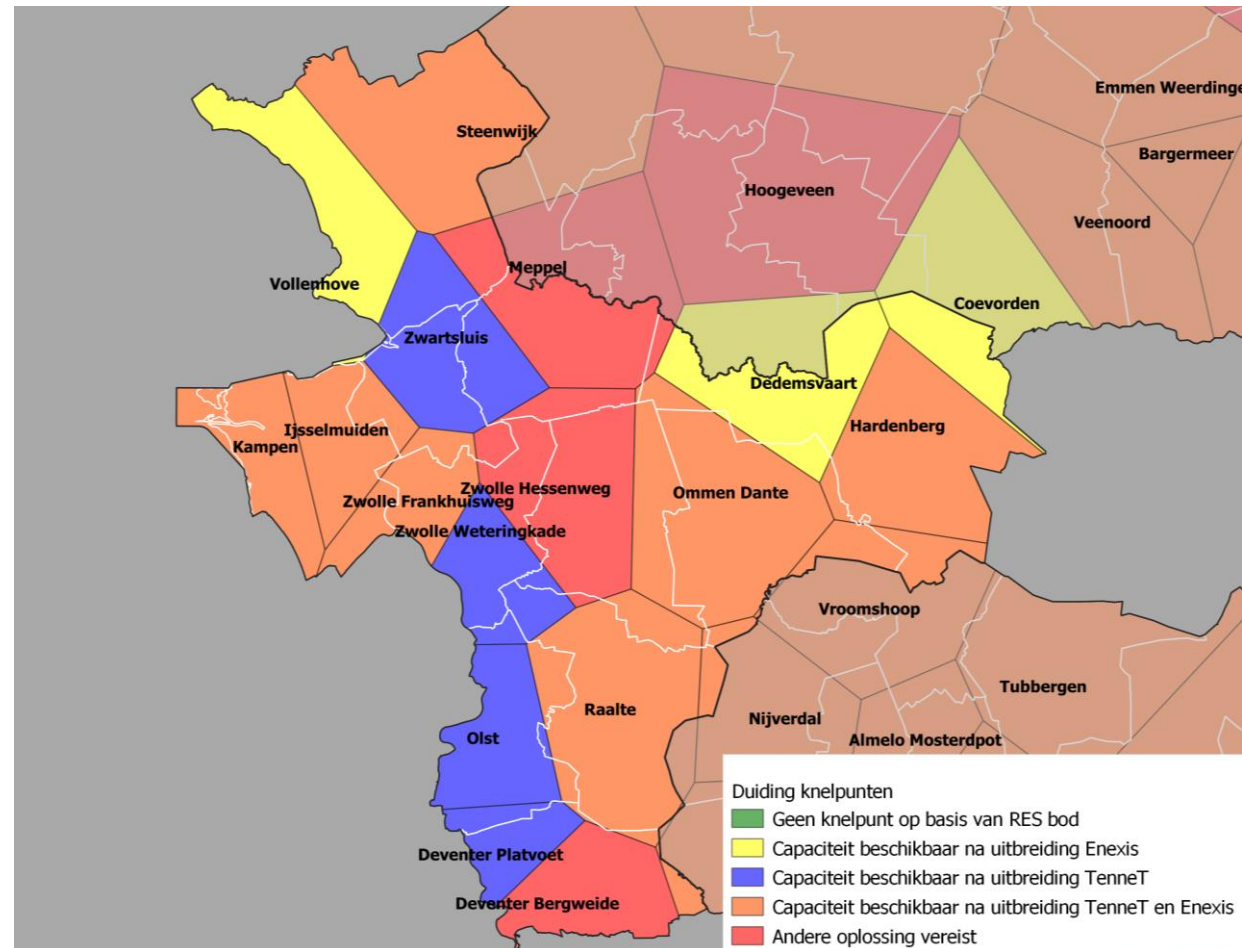 Emmen Weerdinge
Steenwijk
Bargermeer
Hoogeveen
Veenoord
Meppel
Vollenhove
Coevorden
Zwartsluis
Dedemsvaart
Hardenberg
Ijsselmuiden
Kampen
Zwolle Hessenweg
Ommen Dante
Zwolle Frankhuisweg
Zwolle Weteringkade
Vroomshoop
Tubbergen
Raalte
Nijverdal
Olst
Almelo Mosterdpot
Deventer Platvoet
Deventer Bergweide
Duiding knelpunten
Geen knelpunt op basis van RES bod
Capaciteit beschikbaar na uitbreiding Enexis
Capaciteit beschikbaar na uitbreiding TenneT
Capaciteit beschikbaar na uitbreiding TenneT en Enexis
Andere oplossing vereist